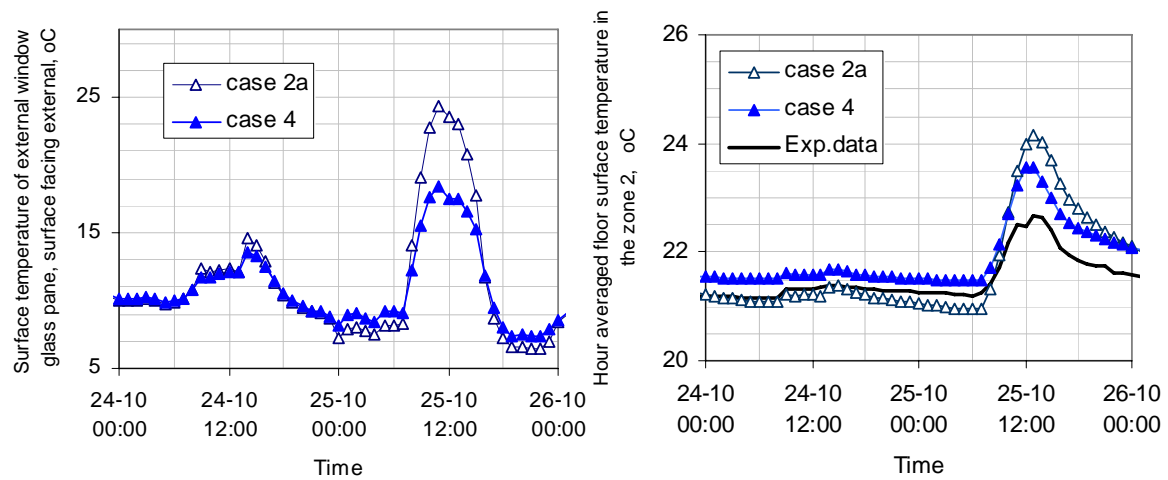 Surface temperature of external window
glass pane, surface facing external, oC
25
15
5
case 2a
case 4
24-10 24-10 25-10 25-10 26-10
00:00 12:00 00:00 12:00 00:00
Time
Hour averaged floor surface temperature in
the zone 2, oC
26
24
22
20
case 2a
case 4
Exp.data
24-10 24-10 25-10 25-10 26-10
00:00 12:00 00:00 12:00 00:00
Time